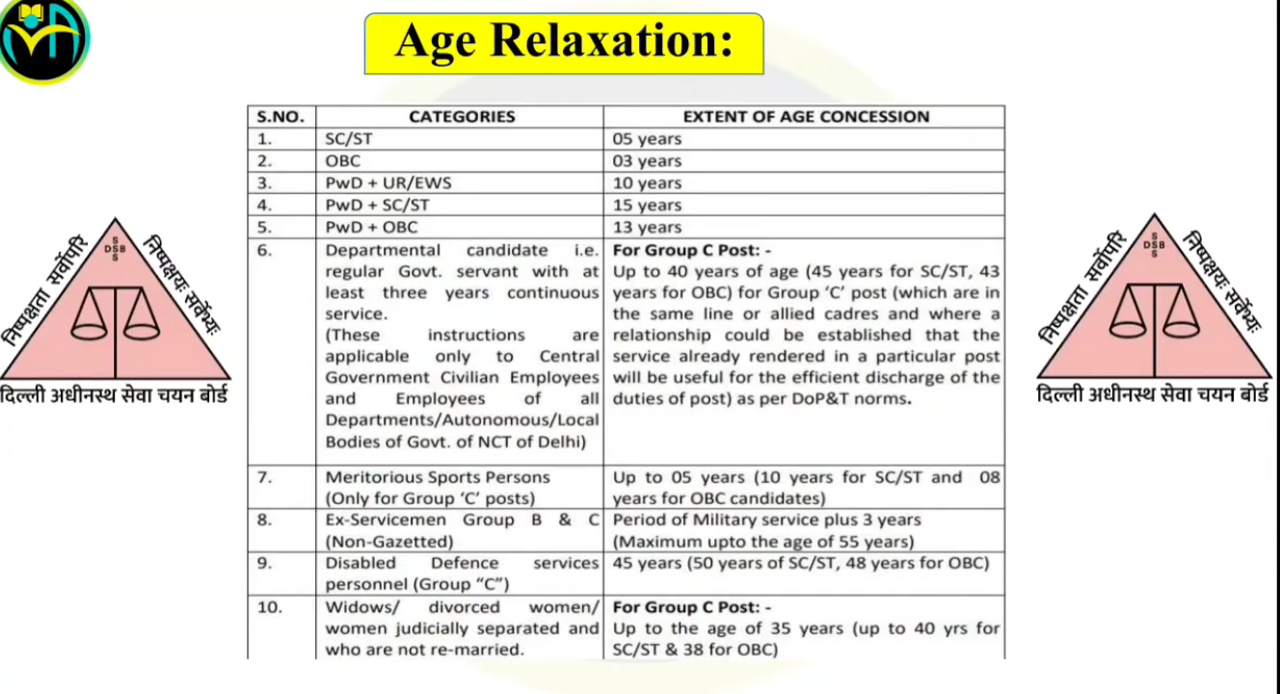 Age Relaxation:
S.NO. CATEGORIES EXTENT OF AGE CONCESSION
1. SC/ST 05 years
2. OBC 03 years
3. PwD + UR/EWS 10 years
4. PwD + SC/ST 15 years
5. PwD + OBC 13 years
6. Departmental candidate i.e.
regular Govt. servant with at
least three years continuous
service.
(These instructions are
applicable only to Central
Government Civilian Employees
and Employees of all
Departments/Autonomous/Local
Bodies of Govt. of NCT of Delhi)
For Group C Post: -
Up to 40 years of age (45 years for SC/ST, 43
years for OBC) for Group ‘C’ post (which are in
the same line or allied cadres and where a
relationship could be established that the
service already rendered in a particular post
will be useful for the efficient discharge of the
duties of post) as per DoP&T norms.
7. Meritorious Sports Persons
(Only for Group ‘C’ posts)
Up to 05 years (10 years for SC/ST and 08
years for OBC candidates)
8. Ex-Servicemen Group B & C
(Non-Gazetted)
Period of Military service plus 3 years
(Maximum upto the age of 55 years)
9. Disabled Defence services
personnel (Group “C”)
45 years (50 years of SC/ST, 48 years for OBC)
10. Widows/ divorced women/
women judicially separated and
who are not re-married.
For Group C Post: -
Up to the age of 35 years (up to 40 yrs for
SC/ST & 38 for OBC)
निष्पक्षता सर्वोपरि
निष्पक्षयः सर्वेभ्यः
S
DSB
S
दिल्ली अधीनस्थ सेवा चयन बोर्ड
निष्पक्षता सर्वोपरि
निष्पक्षयः सर्वेभ्यः
S
DSB
S
दिल्ली अधीनस्थ सेवा चयन बोर्ड